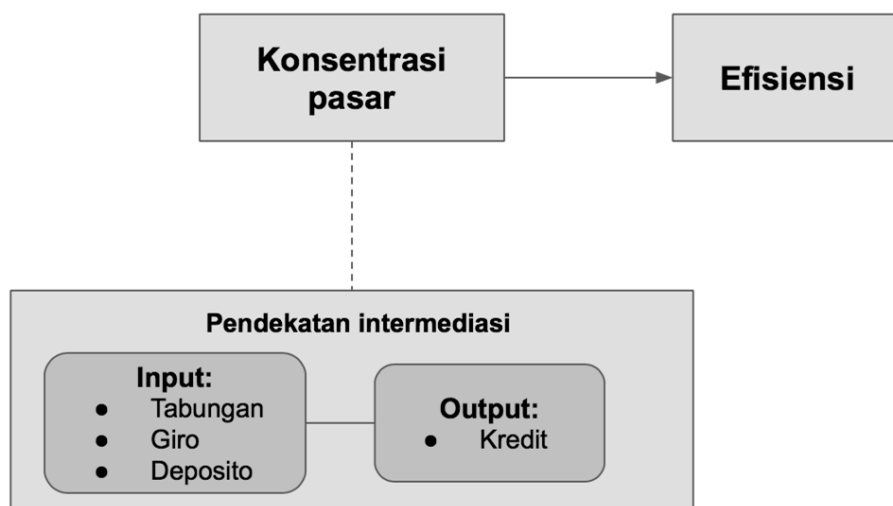 Konsentrasi
pasar
Efisiensi
Pendekatan intermediasi
Input:
● Tabungan
● Giro
● Deposito
Output:
● Kredit